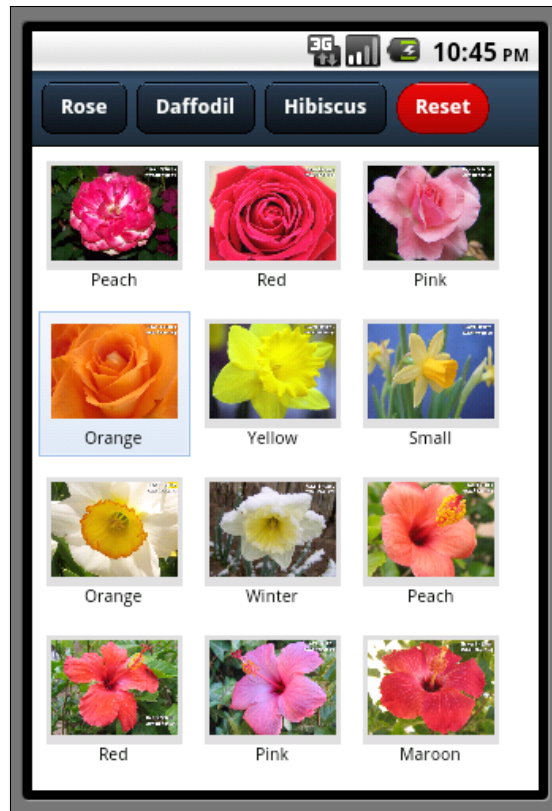 3G 10:45 PM
Rose Daffodil Hibiscus Reset
Peach Red Pink
Orange Yellow Small
Orange Winter Peach
Red Pink Maroon